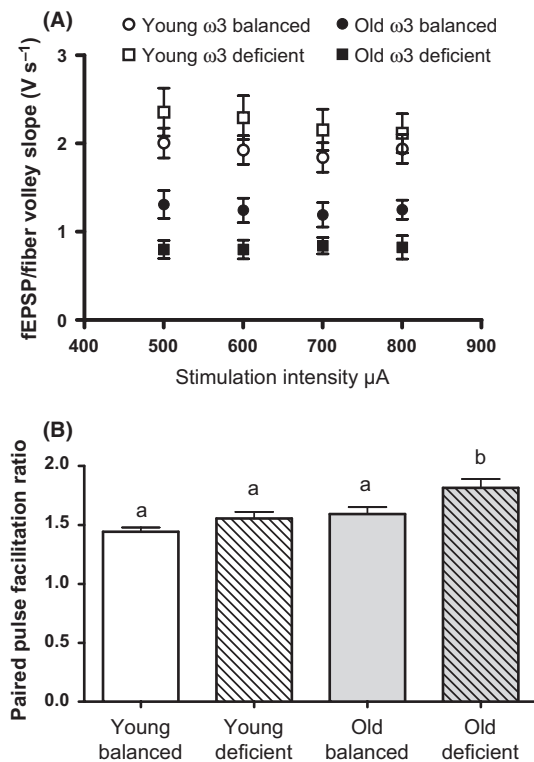 (A)
Young ω3 balanced
Old ω3 balanced
Young ω3 deficient
Old ω3 deficient
fEPSP/fiber volley slope (V s⁻¹)
3
2
1
0
400
500
600
700
800
900
Stimulation intensity μA
(B)
Paired pulse facilitation ratio
2.0
1.5
1.0
0.5
0.0
a
a
a
b
Young balanced
Young deficient
Old balanced
Old deficient